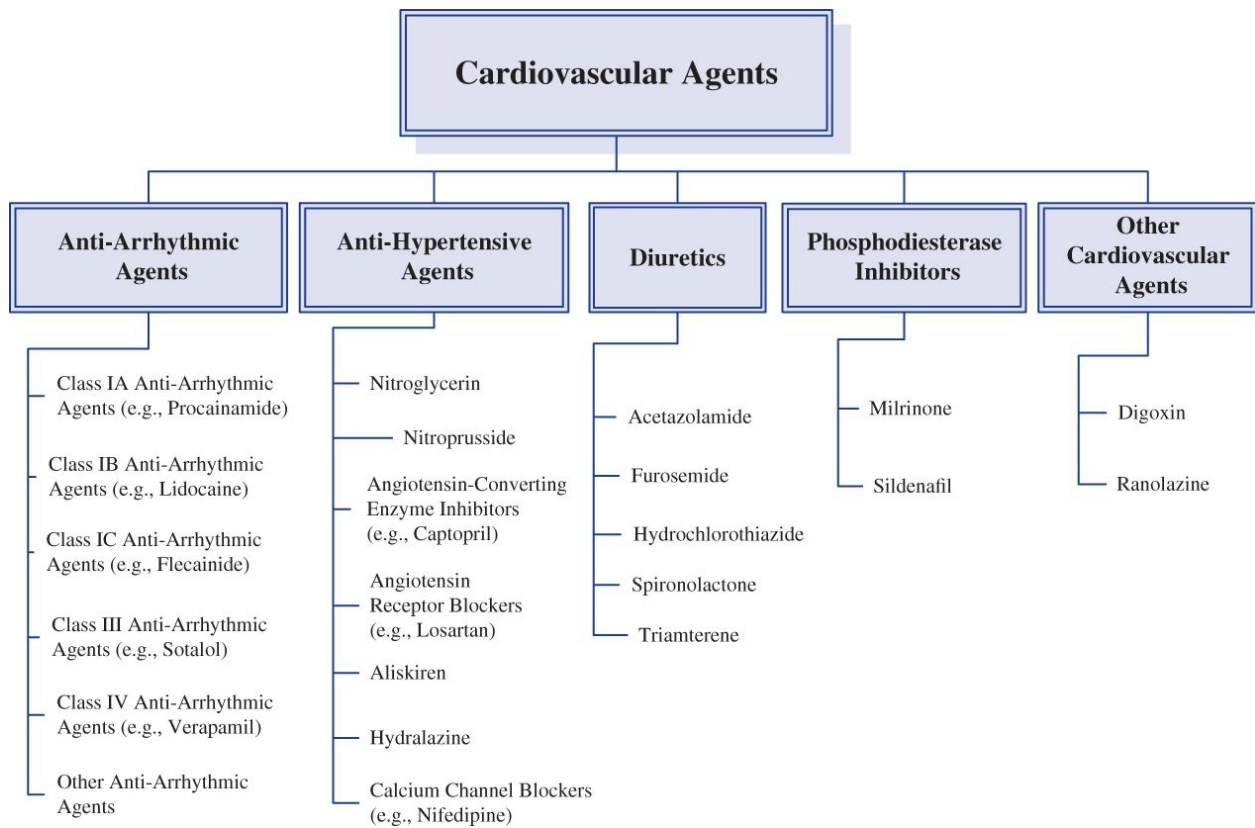 Cardiovascular Agents
Anti-Arrhythmic
Agents
Class IA Anti-Arrhythmic
Agents (e.g., Procainamide)
Class IB Anti-Arrhythmic
Agents (e.g., Lidocaine)
Class IC Anti-Arrhythmic
Agents (e.g., Flecainide)
Class III Anti-Arrhythmic
Agents (e.g., Sotalol)
Class IV Anti-Arrhythmic
Agents (e.g., Verapamil)
Other Anti-Arrhythmic
Agents
Anti-Hypertensive
Agents
Nitroglycerin
Nitroprusside
Angiotensin-Converting
Enzyme Inhibitors
(e.g., Captopril)
Angiotensin
Receptor Blockers
(e.g., Losartan)
Aliskiren
Hydralazine
Calcium Channel Blockers
(e.g., Nifedipine)
Diuretics
Acetazolamide
Furosemide
Hydrochlorothiazide
Spironolactone
Triamterene
Phosphodiesterase
Inhibitors
Milrinone
Sildenafil
Other
Cardiovascular
Agents
Digoxin
Ranolazine